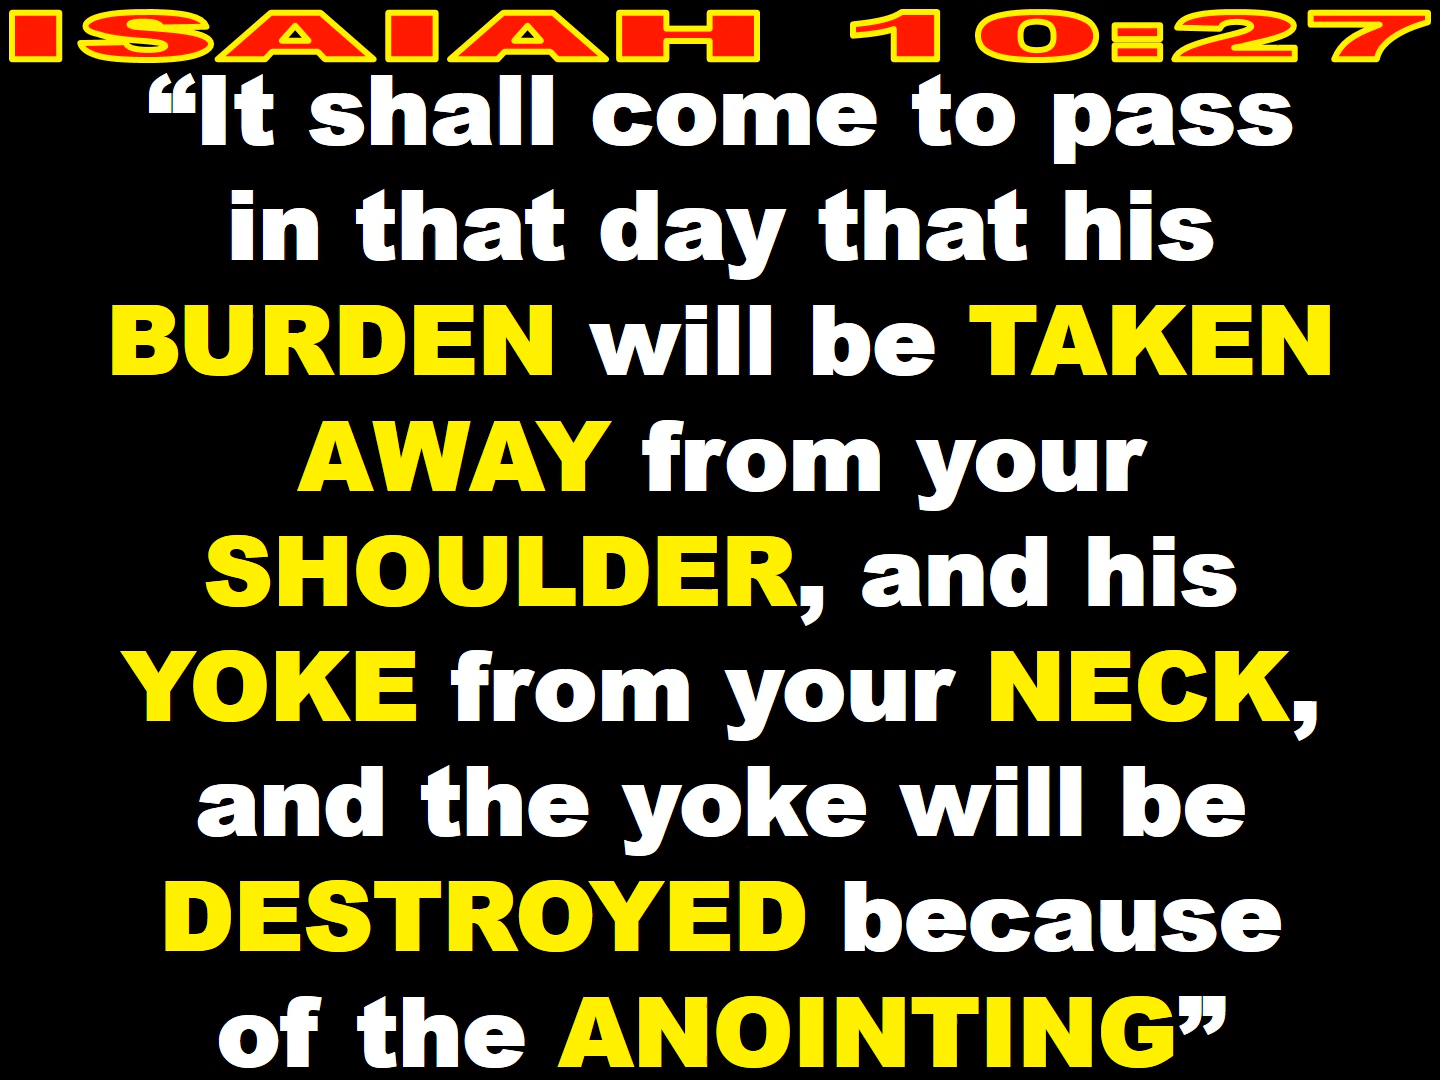 ISAIAH 10:27
“It shall come to pass
in that day that his
BURDEN will be TAKEN
AWAY from your
SHOULDER, and his
YOKE from your NECK,
and the yoke will be
DESTROYED because
of the ANOINTING”